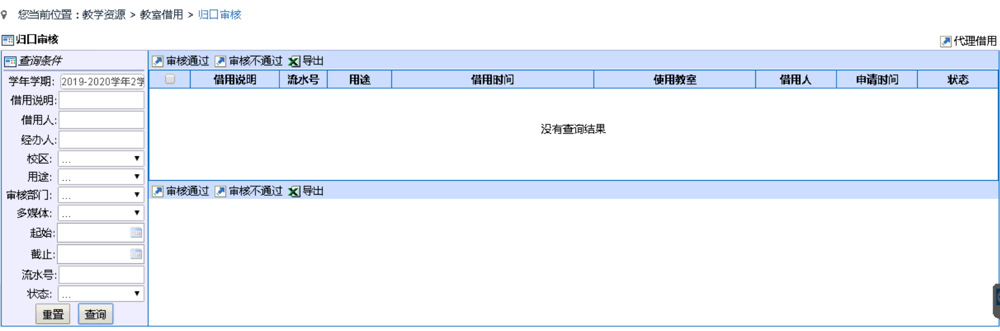 您当前位置：教学资源 > 教室借用 > 归口审核
归口审核
代理借用
查询条件
学年学期: 2019-2020学年2学
借用说明:
借用人:
经办人:
校区: ...
用途: ...
审核部门: ...
多媒体: ...
起始:
截止:
流水号:
状态: ...
重置 查询
审核通过 审核不通过 导出
借用说明 流水号 用途 借用时间 使用教室 借用人 申请时间 状态
没有查询结果
审核通过 审核不通过 导出